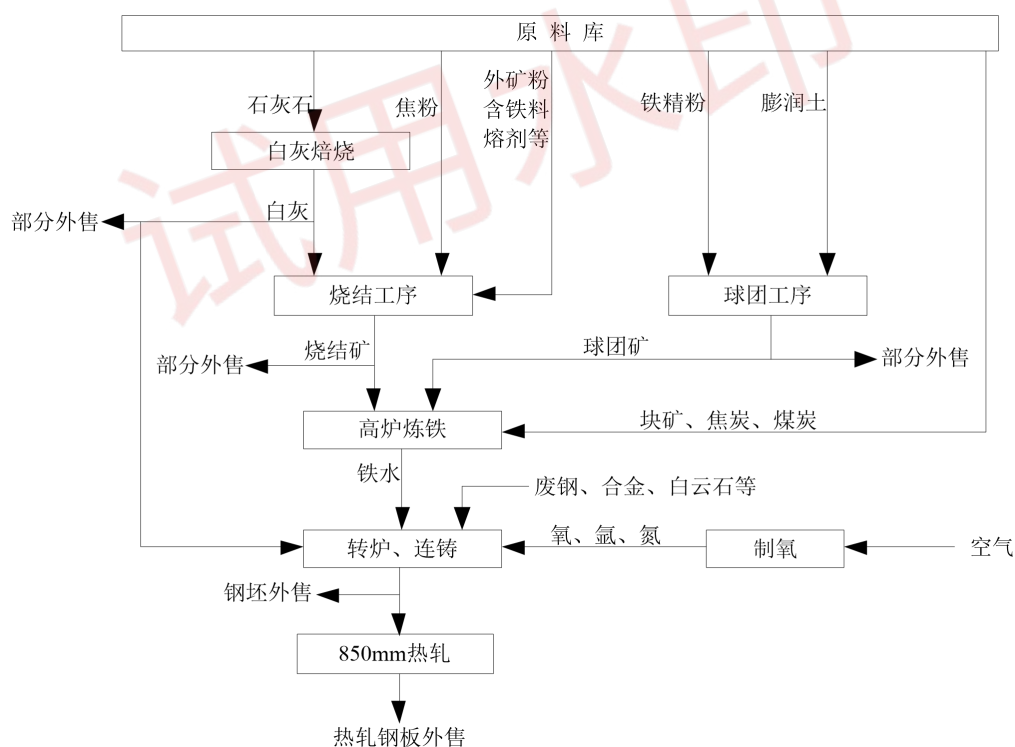 原 料 库
石灰石
焦粉
外矿粉
含铁料
熔剂等
铁精粉
膨润土
白灰焙烧
白灰
部分外售
烧结工序
球团工序
烧结矿
部分外售
球团矿
部分外售
高炉炼铁
块矿、焦炭、煤炭
铁水
废钢、合金、白云石等
转炉、连铸
氧、氩、氮
制氧
空气
钢坯外售
850mm热轧
热轧钢板外售
试用水印